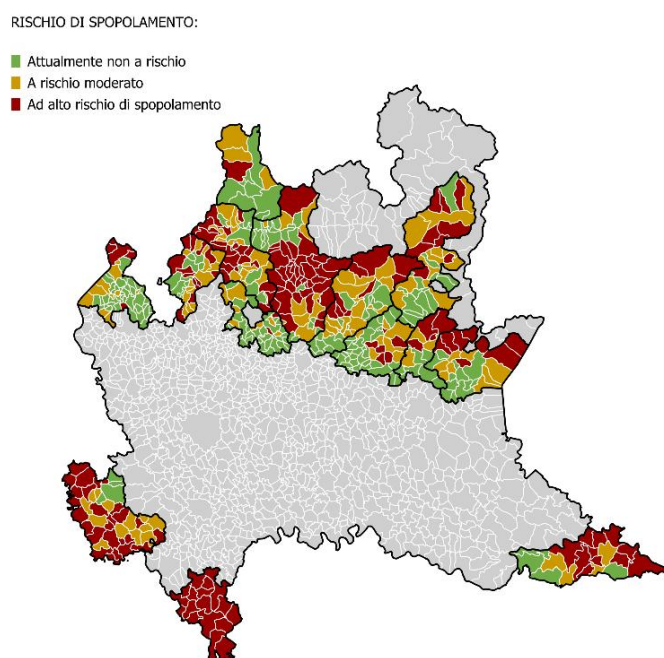 RISCHIO DI SPOPOLAMENTO:
Attualmente non a rischio
A rischio moderato
Ad alto rischio di spopolamento